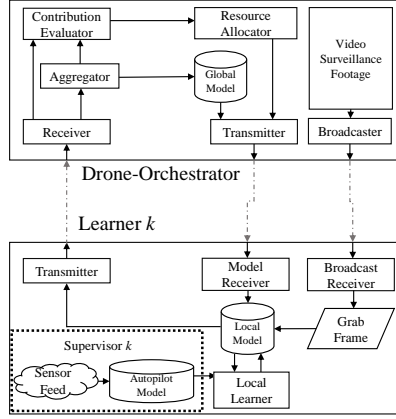 Contribution
Evaluator
Resource
Allocator
Video
Surveillance
Footage
Aggregator
Global
Model
Receiver
Transmitter
Broadcaster
Drone-Orchestrator
Learner k
Transmitter
Model
Receiver
Broadcast
Receiver
Local
Model
Grab
Frame
Supervisor k
Sensor
Feed
Autopilot
Model
Local
Learner